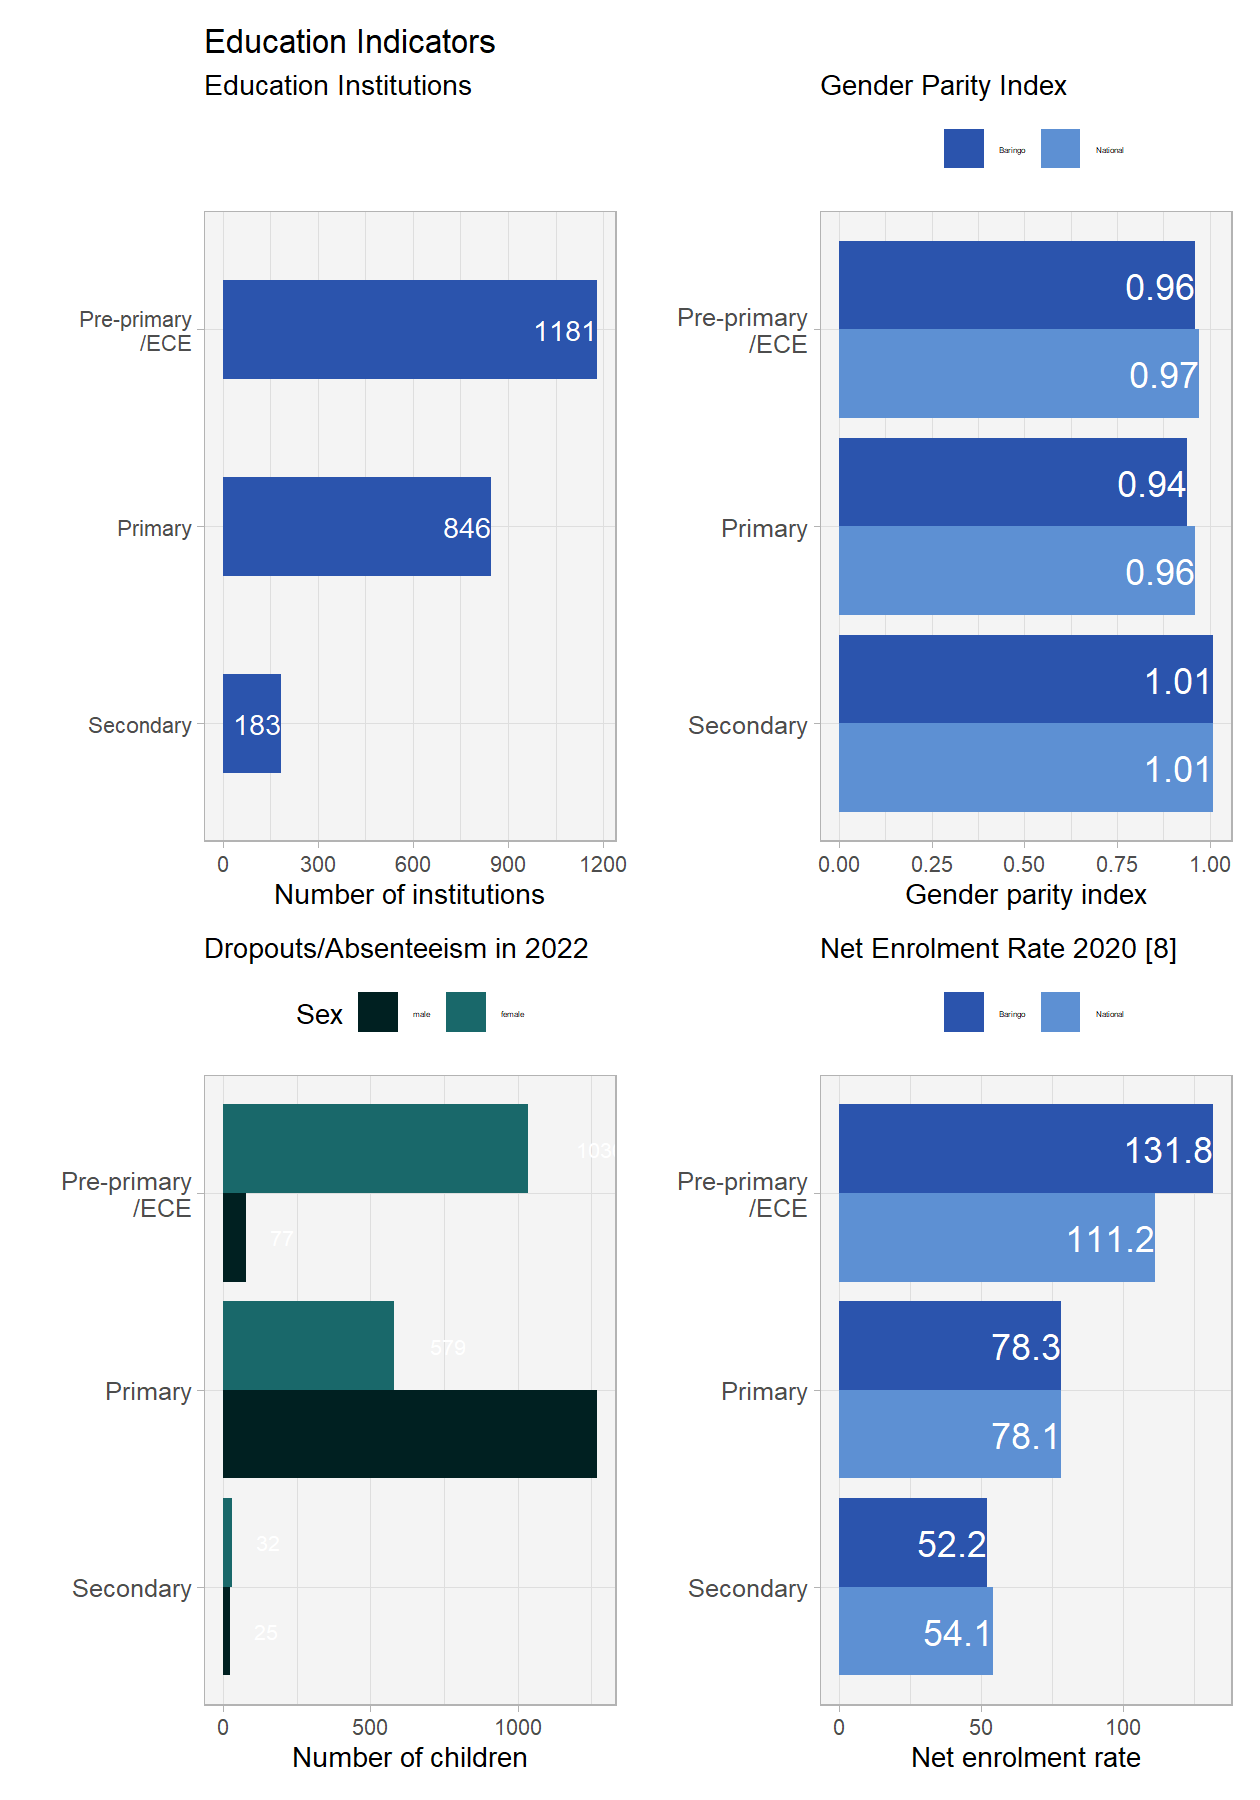 Education Indicators
Education Institutions
Pre-primary
/ECE
1181
Primary
846
Secondary
183
0 300 600 900 1200
Number of institutions
Gender Parity Index
Baringo National
Pre-primary
/ECE
0.96
0.97
Primary
0.94
0.96
Secondary
1.01
1.01
0.00 0.25 0.50 0.75 1.00
Gender parity index
Dropouts/Absenteeism in 2022
Sex male female
Pre-primary
/ECE
77
Primary
579
Secondary
32
25
0 500 1000
Number of children
Net Enrolment Rate 2020 [8]
Baringo National
Pre-primary
/ECE
131.8
111.2
Primary
78.3
78.1
Secondary
52.2
54.1
0 50 100
Net enrolment rate